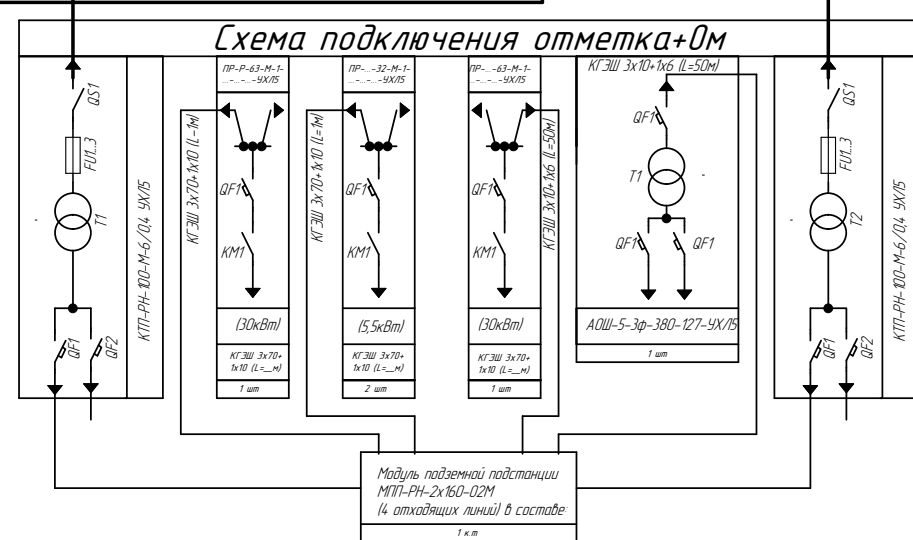 Схема подключения отметка+0м
QS1
FU1..3
T1
QF1
QF2
КТП-РН-100-М-6/0,4 УХЛ5
ПР-Р-63-М-1-
...-...-...-УХЛ5
КГЭШ 3х70+1х10 (L=1м)
QF1
KM1
(30кВт)
КГЭШ 3х70+
1х10 (L=__м)
1 шт
ПР-...-32-М-1-
...-...-...-УХЛ5
КГЭШ 3х70+1х10 (L=1м)
QF1
KM1
(5,5кВт)
КГЭШ 3х70+
1х10 (L=__м)
2 шт
ПР-...-63-М-1-
...-...-...-УХЛ5
КГЭШ 3х10+1х6 (L=50м)
QF1
KM1
(30кВт)
КГЭШ 3х70+
1х10 (L=__м)
1 шт
КГЭШ 3х10+1х6 (L=50м)
QF1
T1
QF1
QF1
АОШ-5-3ф-380-127-УХЛ5
1 шт
QS1
FU1..3
T2
QF1
QF2
КТП-РН-100-М-6/0,4 УХЛ5
Модуль подземной подстанции
МПП-РН-2х160-02М
(4 отходящих линий) в составе:
1 к.т